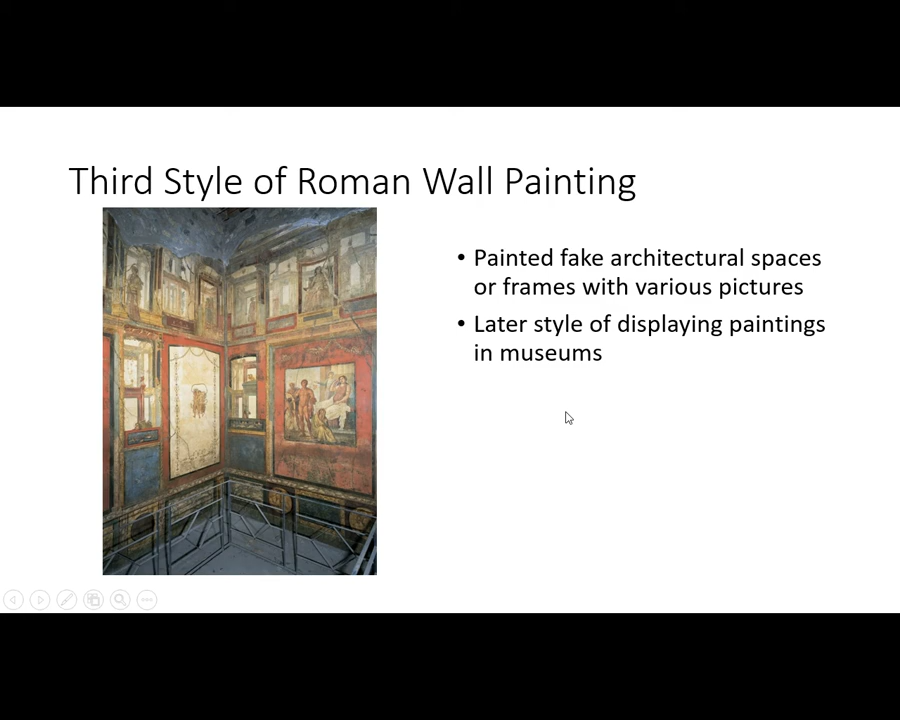 Third Style of Roman Wall Painting
• Painted fake architectural spaces
or frames with various pictures
• Later style of displaying paintings
in museums